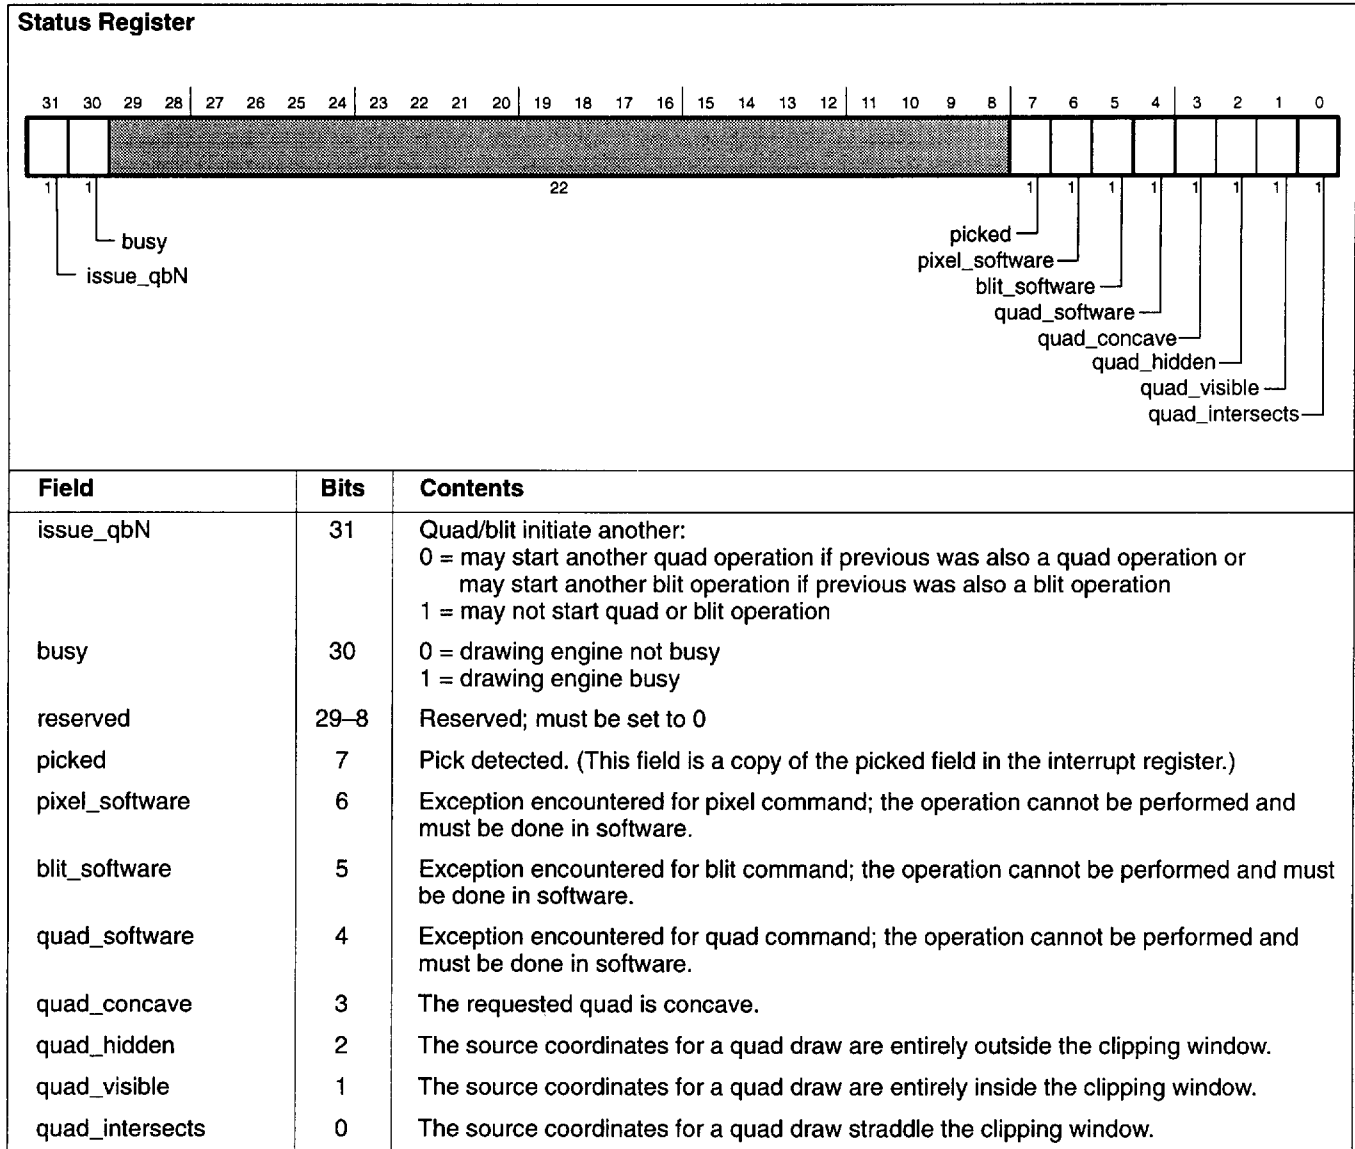 Status Register
31 30 29 28 27 26 25 24 23 22 21 20 19 18 17 16 15 14 13 12 11 10 9 8 7 6 5 4 3 2 1 0
1 1 22 1 1 1 1 1 1 1 1
busy
issue_qbN
picked
pixel_software
blit_software
quad_software
quad_concave
quad_hidden
quad_visible
quad_intersects
Field Bits Contents
issue_qbN 31 Quad/blit initiate another:
0 = may start another quad operation if previous was also a quad operation or
may start another blit operation if previous was also a blit operation
1 = may not start quad or blit operation
busy 30 0 = drawing engine not busy
1 = drawing engine busy
reserved 29–8 Reserved; must be set to 0
picked 7 Pick detected. (This field is a copy of the picked field in the interrupt register.)
pixel_software 6 Exception encountered for pixel command; the operation cannot be performed and
must be done in software.
blit_software 5 Exception encountered for blit command; the operation cannot be performed and must
be done in software.
quad_software 4 Exception encountered for quad command; the operation cannot be performed and
must be done in software.
quad_concave 3 The requested quad is concave.
quad_hidden 2 The source coordinates for a quad draw are entirely outside the clipping window.
quad_visible 1 The source coordinates for a quad draw are entirely inside the clipping window.
quad_intersects 0 The source coordinates for a quad draw straddle the clipping window.